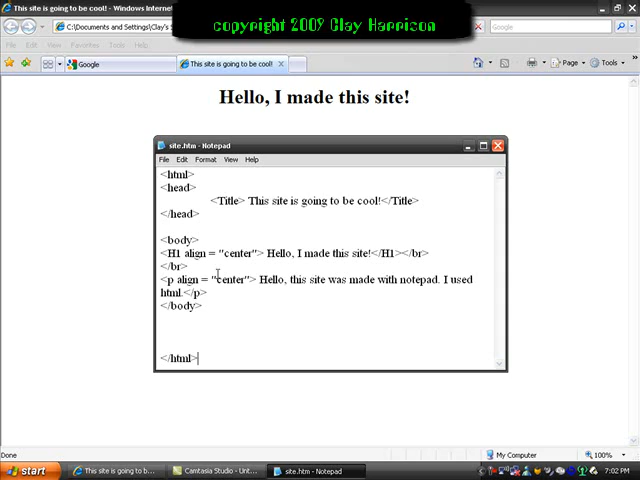 This site is going to be cool! - Windows Internet
copyright 2009 Clay Harrison
C:\Documents and Settings\Clay's
File Edit View Favorites Tools Help
Google
This site is going to be cool!
Page
Tools
Hello, I made this site!
site.htm - Notepad
File Edit Format View Help
<html>
<head>
<Title> This site is going to be cool!</Title>
</head>
<body>
<H1 align = "center"> Hello, I made this site!</H1></br>
</br>
<p align = "center"> Hello, this site was made with notepad. I used
html.</p>
</body>
</html>
Done
My Computer
100%
start
This site is going to b...
Camtasia Studio - Unt...
site.htm - Notepad
7:02 PM